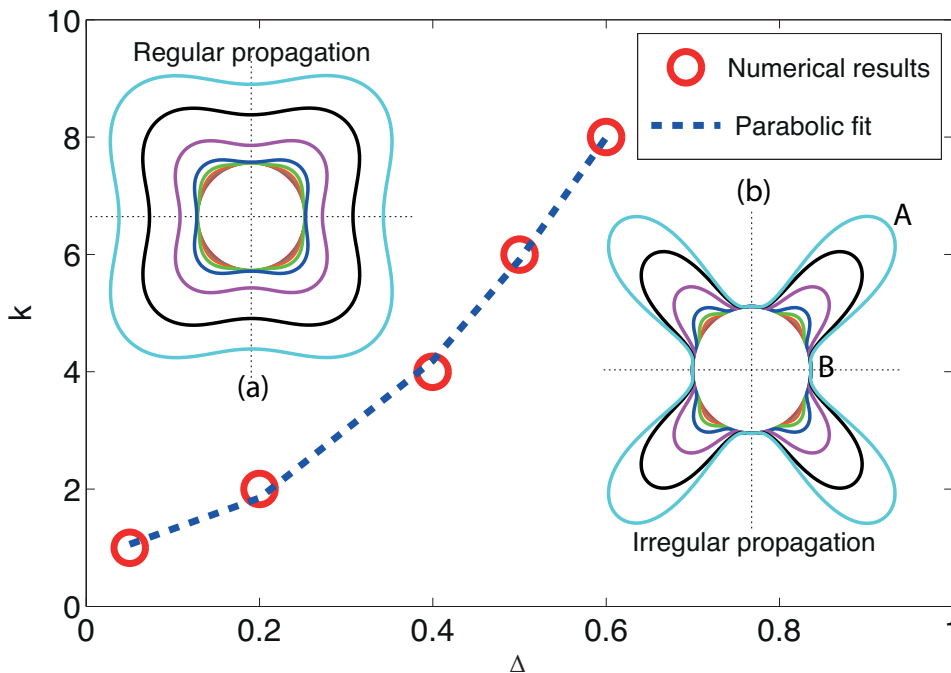 10
8
6
4
2
0
k
Regular propagation
(a)
Numerical results
Parabolic fit
(b)
A
B
Irregular propagation
0
0.2
0.4
0.6
0.8
1
Δ